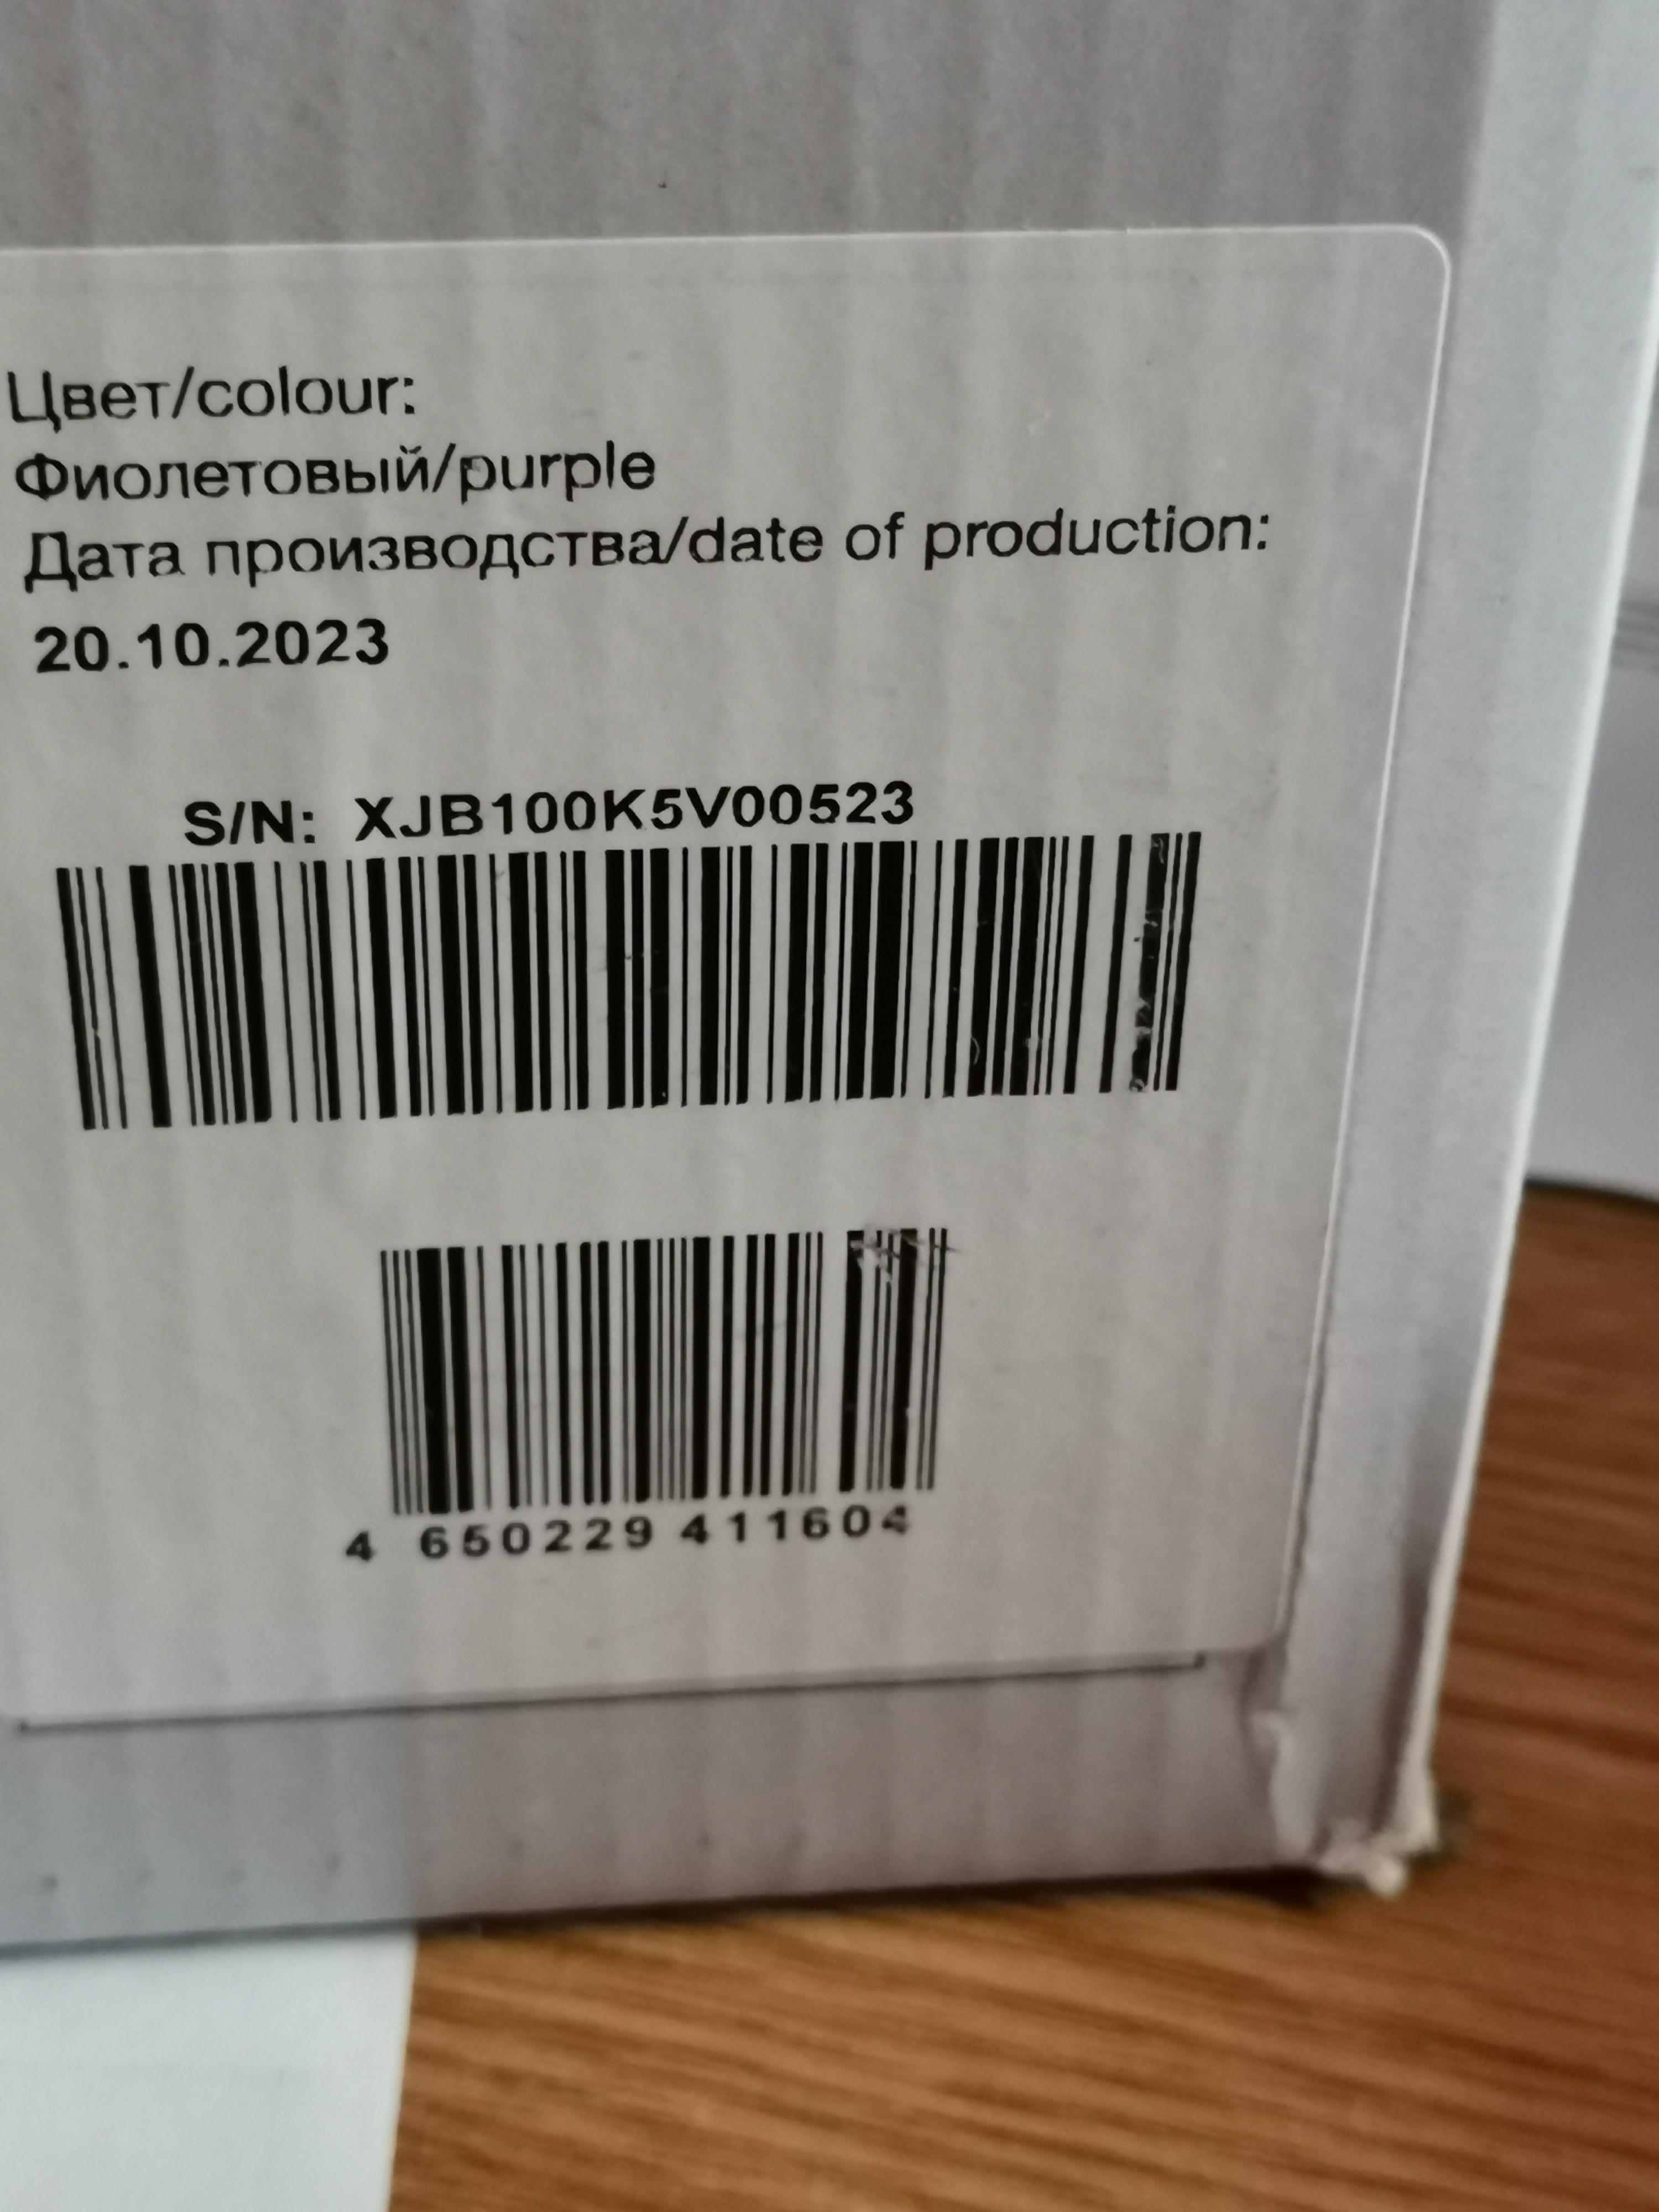 Цвет/colour:
Фиолетовый/purple
Дата производства/date of production:
20.10.2023
S/N: XJB100K5V00523
4 650229 411604